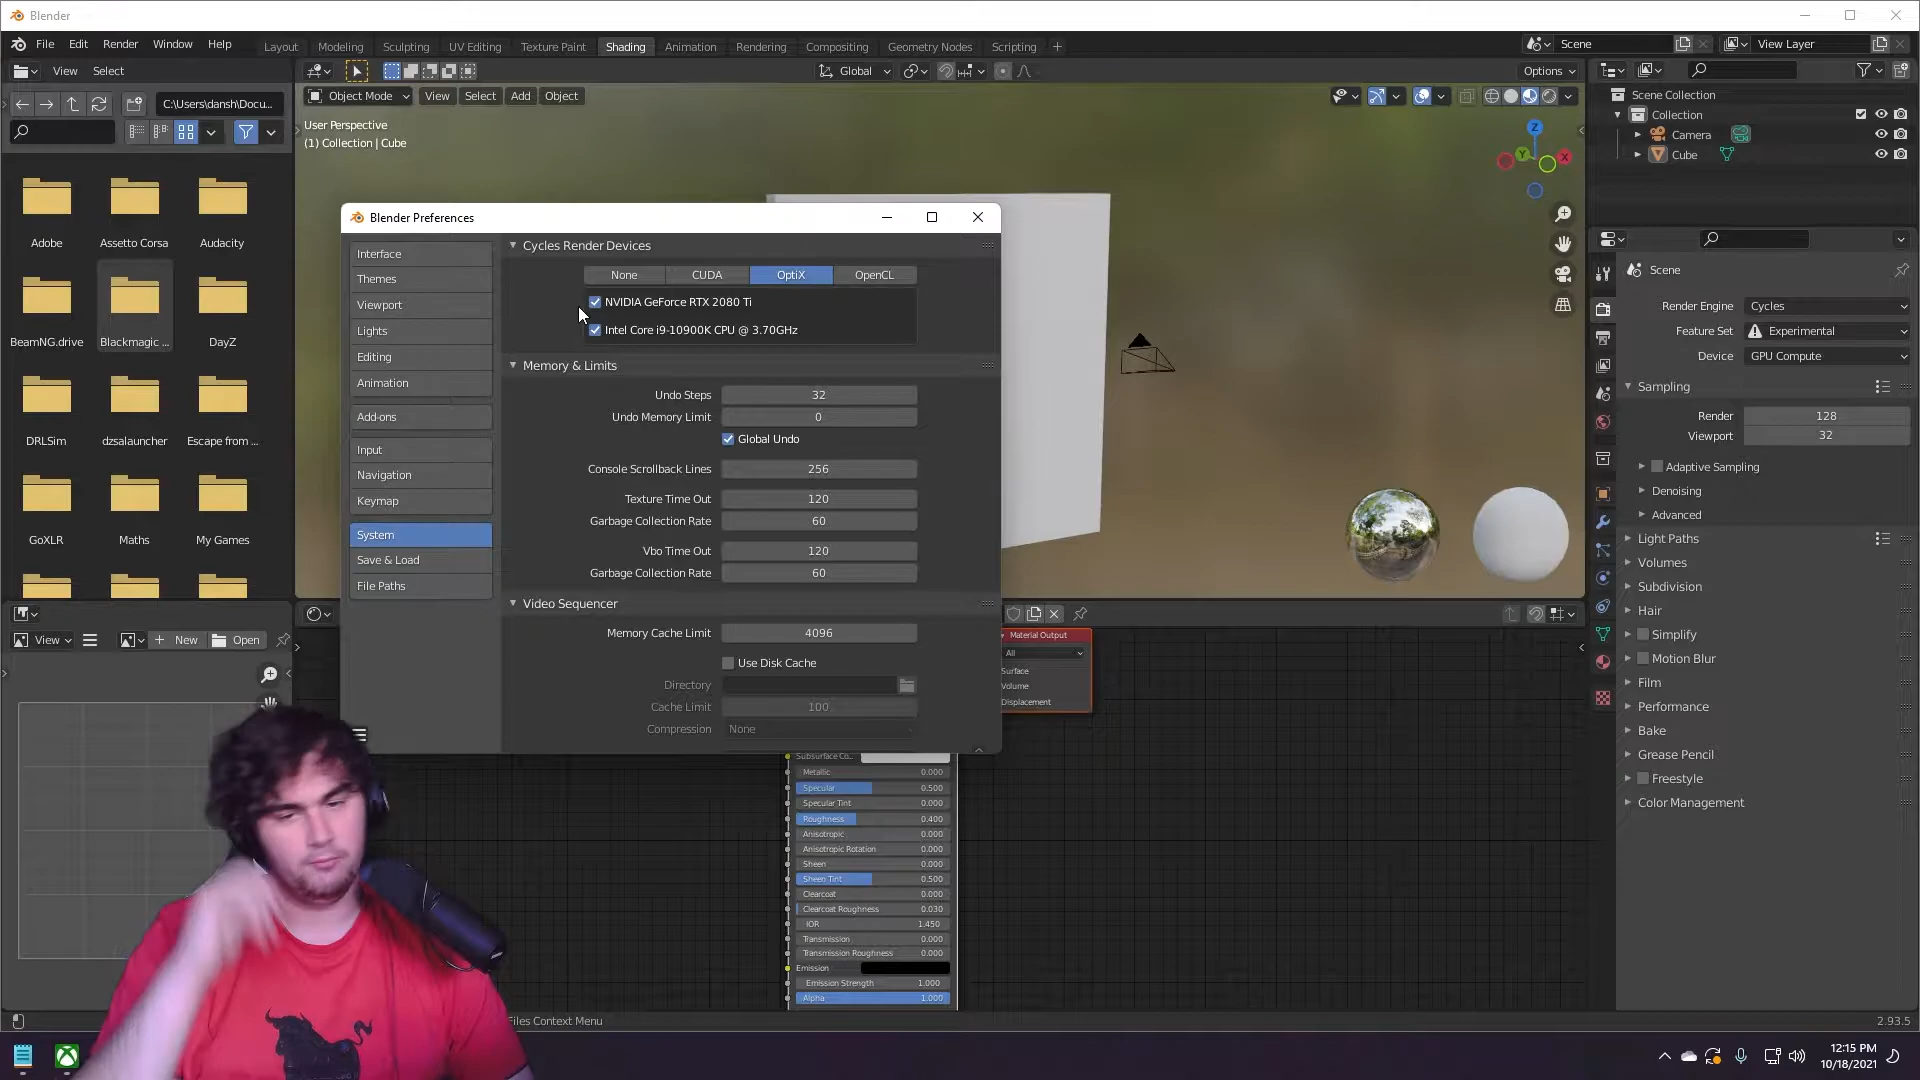 Blender
File Edit Render Window Help
Layout Modeling Sculpting UV Editing Texture Paint Shading Animation Rendering Compositing Geometry Nodes Scripting +
Scene
View Layer
View Select
Global
Options
C:\Users\dansh\Docu...
Object Mode View Select Add Object
User Perspective
(1) Collection | Cube
Z
Y
X
Scene Collection
Collection
Camera
Cube
Adobe Assetto Corsa Audacity
BeamNG.drive Blackmagic ... DayZ
DRLSim dzsalauncher Escape from ...
GoXLR Maths My Games
Blender Preferences
Interface
Themes
Viewport
Lights
Editing
Animation
Add-ons
Input
Navigation
Keymap
System
Save & Load
File Paths
Cycles Render Devices
None CUDA OptiX OpenCL
NVIDIA GeForce RTX 2080 Ti
Intel Core i9-10900K CPU @ 3.70GHz
Memory & Limits
Undo Steps 32
Undo Memory Limit 0
Global Undo
Console Scrollback Lines 256
Texture Time Out 120
Garbage Collection Rate 60
Vbo Time Out 120
Garbage Collection Rate 60
Video Sequencer
Memory Cache Limit 4096
Use Disk Cache
Directory
Cache Limit 100
Compression None
Scene
Render Engine Cycles
Feature Set Experimental
Device GPU Compute
Sampling
Render 128
Viewport 32
Adaptive Sampling
Denoising
Advanced
Light Paths
Volumes
Subdivision
Hair
Simplify
Motion Blur
Film
Performance
Bake
Grease Pencil
Freestyle
Color Management
View
New
Open
Material Output
All
Surface
Volume
Displacement
Subsurface Co...
Metallic 0.000
Specular 0.500
Specular Tint 0.000
Roughness 0.400
Anisotropic 0.000
Anisotropic Rotation 0.000
Sheen 0.000
Sheen Tint 0.500
Clearcoat 0.000
Clearcoat Roughness 0.030
IOR 1.450
Transmission 0.000
Transmission Roughness 0.000
Emission
Emission Strength 1.000
Alpha 1.000
Files Context Menu
2.93.5
12:15 PM
10/18/2021